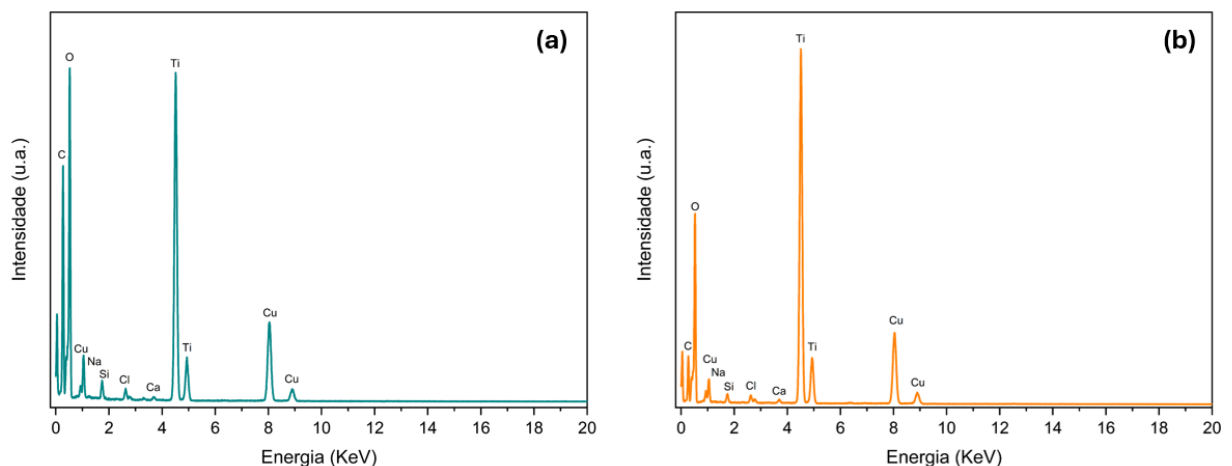 (a)
O
Ti
C
Cu
Na
Si
Cl
Ca
Ti
Cu
Cu
Intensidade (u.a.)
0 2 4 6 8 10 12 14 16 18 20
Energia (KeV)
(b)
Ti
O
C
Cu
Na
Si
Cl
Ca
Ti
Cu
Cu
Intensidade (u.a.)
0 2 4 6 8 10 12 14 16 18 20
Energia (KeV)